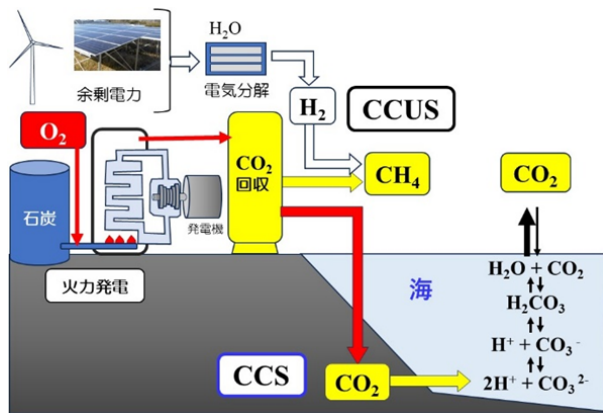 H₂O
余剰電力
電気分解
H₂
CCUS
O₂
石炭
発電機
CO₂
回収
CH₄
CO₂
火力発電
海
H₂O + CO₂
H₂CO₃
H⁺ + CO₃⁻
2H⁺ + CO₃²⁻
CCS
CO₂